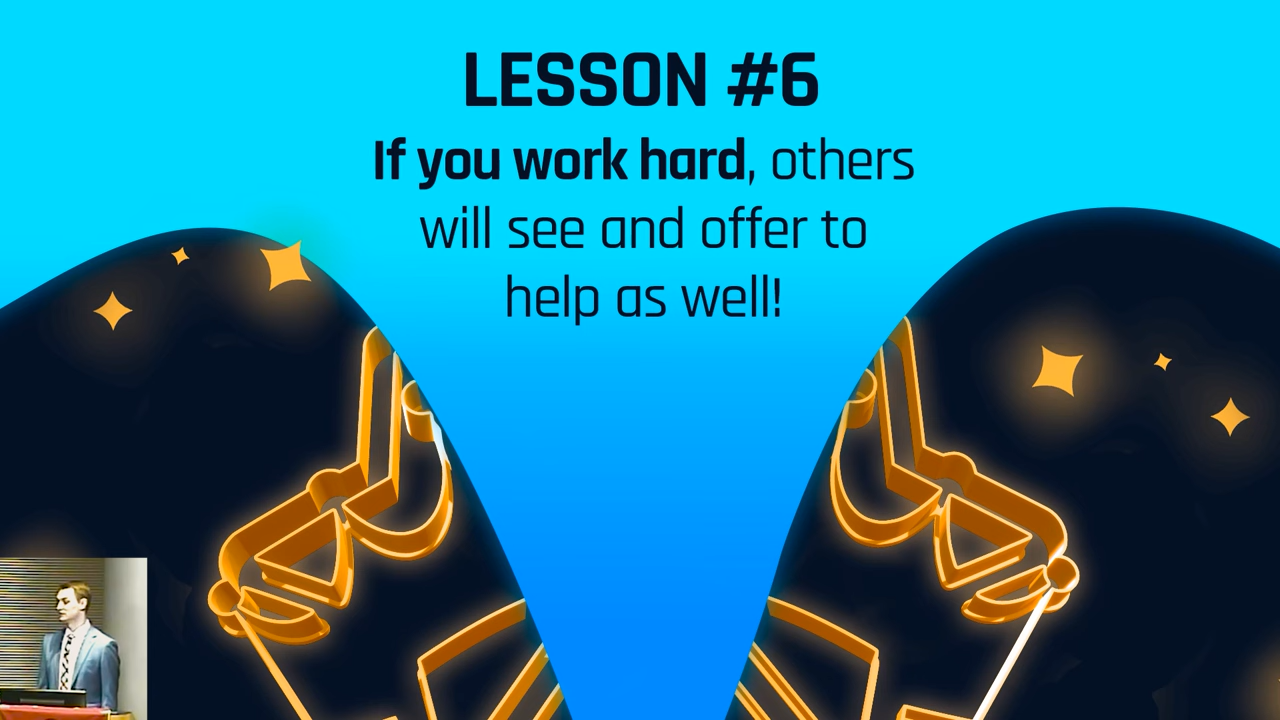 LESSON #6
If you work hard, others
will see and offer to
help as well!